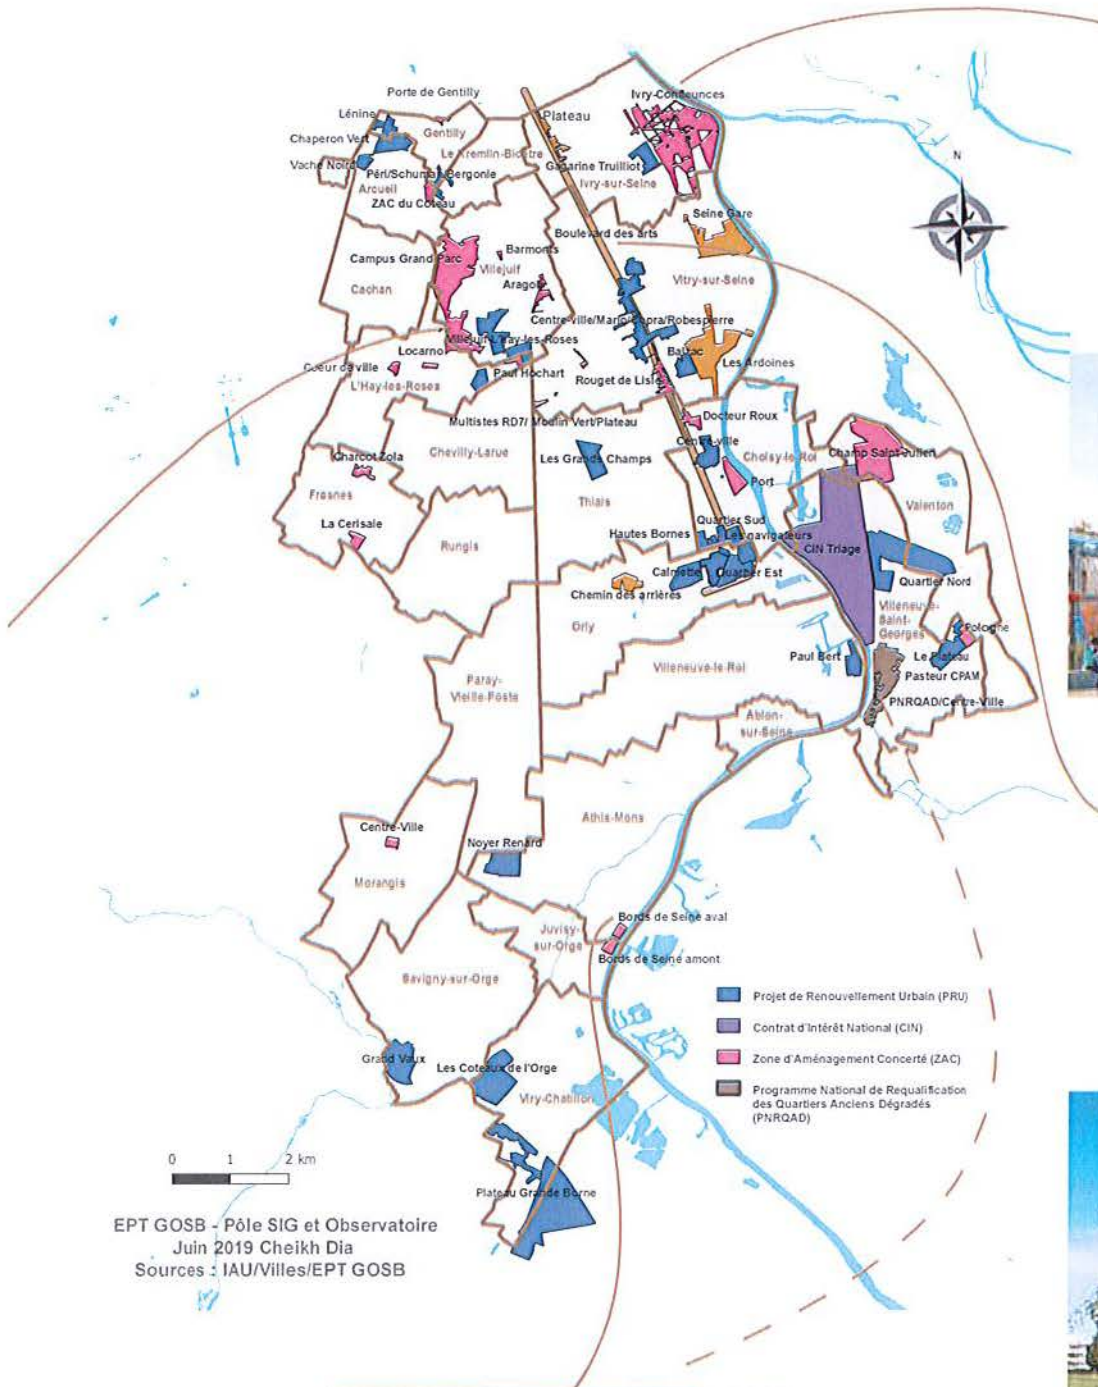 Porte de Gentilly
Ivry-Confluences
Lénine
Plateau
Gentilly
Chaperon Vert
Le Kremlin-Bicêtre
Vache Noire
Gagarine Truilliot
Péri/Schuman/Bergonie
Ivry-sur-Seine
Arcueil
ZAC du Coteau
Seine Gare
Boulevard des arts
Barmonts
Campus Grand Parc
Villejuif
Vitry-sur-Seine
Aragon
Cachan
Centre-ville/Mario/Capra/Robespierre
Villejuif L'Hay-les-Roses
Locarno
Balzac
Les Ardoines
Coeur de ville
Paul Hochart
Rouget de Lisle
L'Hay-les-Roses
Docteur Roux
Multistes RD7/ Moulin Vert/Plateau
Centre-ville
Chevilly-Larue
Champ Saint-Julien
Charcot Zola
Les Grands Champs
Choisy-le-Roi
Port
Fresnes
Thiais
Valenton
La Cerisale
Quartier Sud
Hautes Bornes
Les navigateurs
Rungis
CIN Triage
Calmette
Quartier Est
Quartier Nord
Chemin des arrières
Villeneuve-
Saint-
Georges
Orly
Pologne
Paul Bert
Le Plateau
Villeneuve-le-Roi
Pasteur CPAM
Paray-
Vieille-Poste
PNRQAD/Centre-Ville
Ablon-
sur-Seine
Athis-Mons
Centre-Ville
Noyer Renard
Morangis
Bords de Seine aval
Juvisy-
sur-Orge
Bords de Seine amont
Savigny-sur-Orge
Grand Vaux
Les Coteaux de l'Orge
Viry-Chatillon
Plateau Grande Borne
N
Projet de Renouvellement Urbain (PRU)
Contrat d'Intérêt National (CIN)
Zone d'Aménagement Concerté (ZAC)
Programme National de Requalification
des Quartiers Anciens Dégradés
(PNRQAD)
0 1 2 km
EPT GOSB - Pôle SIG et Observatoire
Juin 2019 Cheikh Dia
Sources : IAU/Villes/EPT GOSB